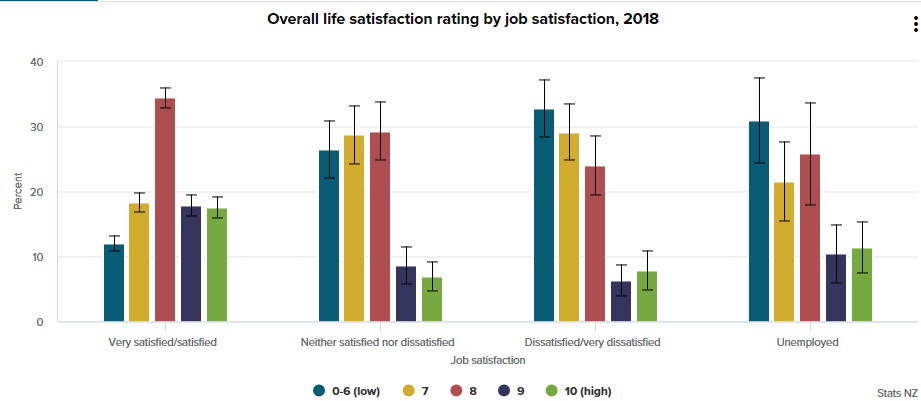 Overall life satisfaction rating by job satisfaction, 2018
40
30
20
10
0
Percent
Very satisfied/satisfied
Neither satisfied nor dissatisfied
Dissatisfied/very dissatisfied
Unemployed
Job satisfaction
0-6 (low) 7 8 9 10 (high)
Stats NZ